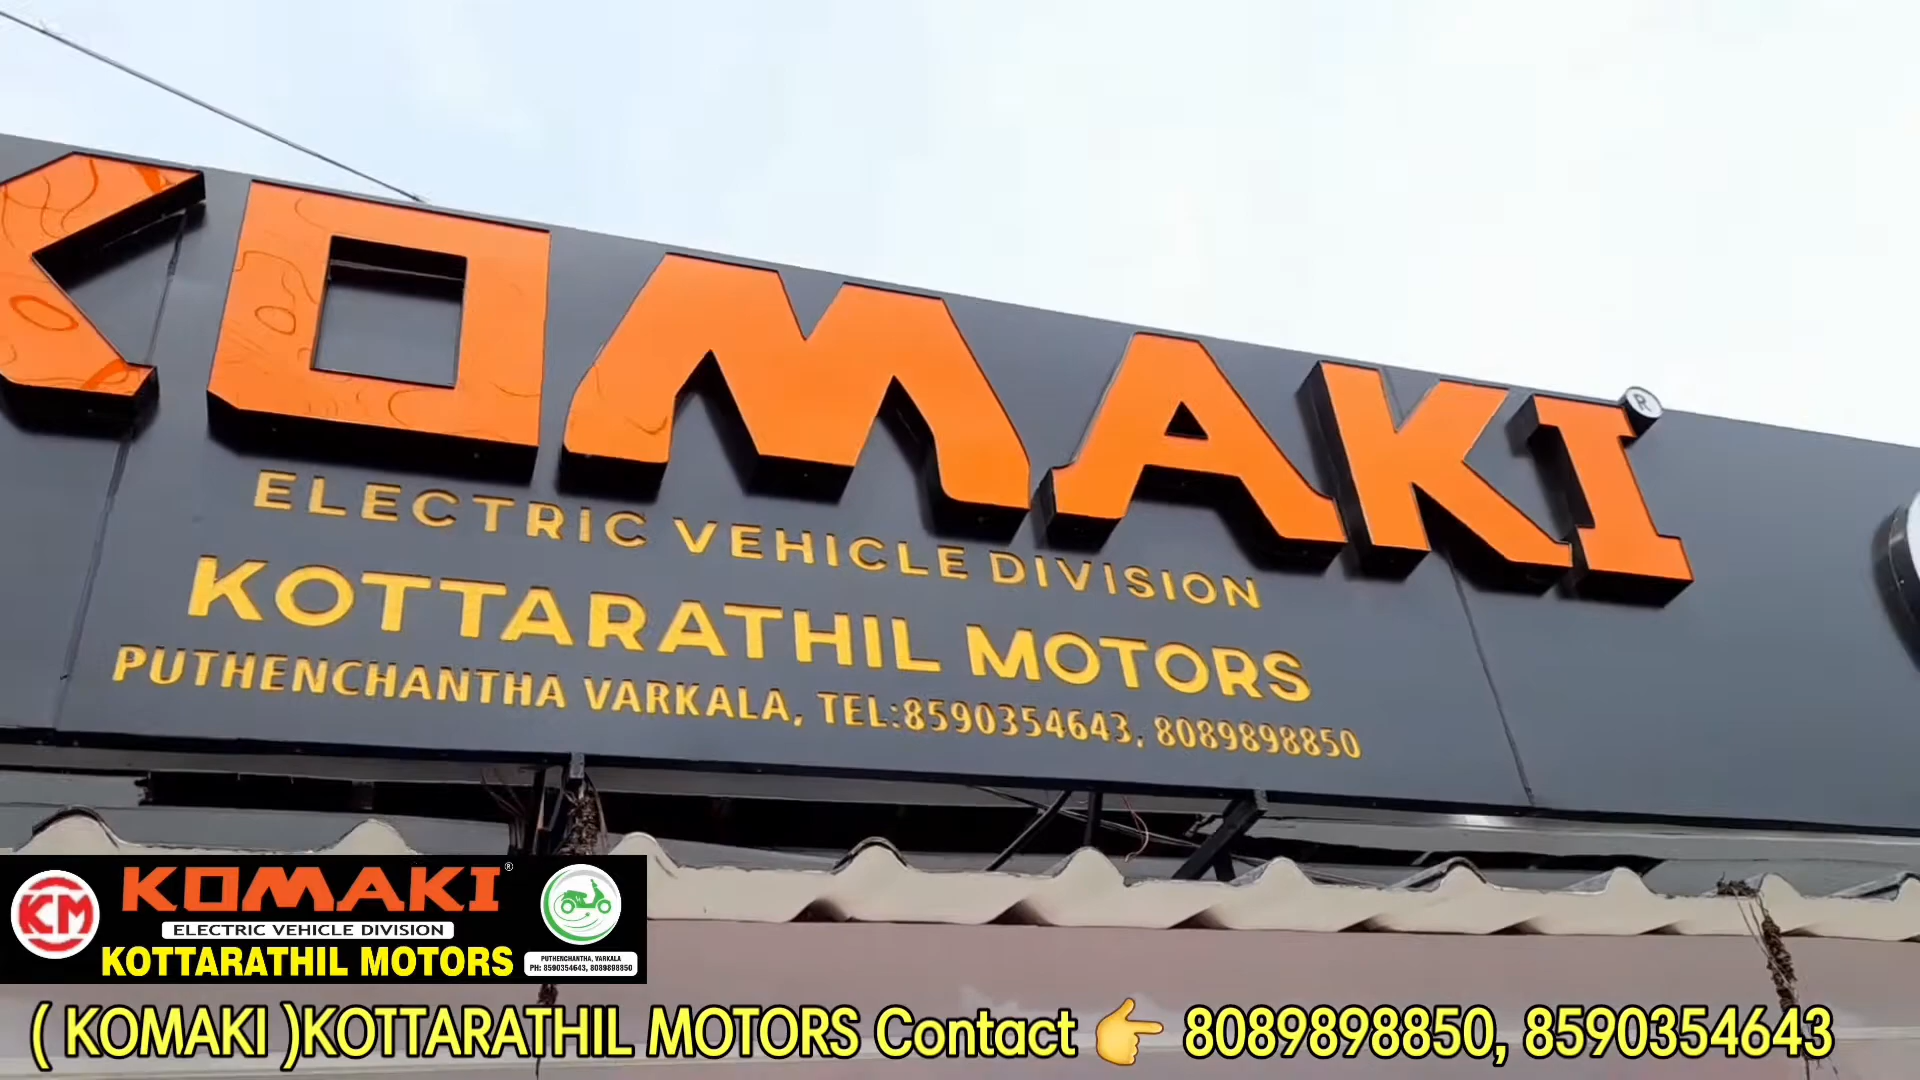 KOMAKI
R
ELECTRIC VEHICLE DIVISION
KOTTARATHIL MOTORS
PUTHENCHANTHA VARKALA, TEL:8590354643, 8089898850
KM
KOMAKI®
ELECTRIC VEHICLE DIVISION
KOTTARATHIL MOTORS
PUTHENCHANTHA, VARKALA
PH: 8590354643, 8089898850
( KOMAKI )KOTTARATHIL MOTORS Contact 👉 8089898850, 8590354643